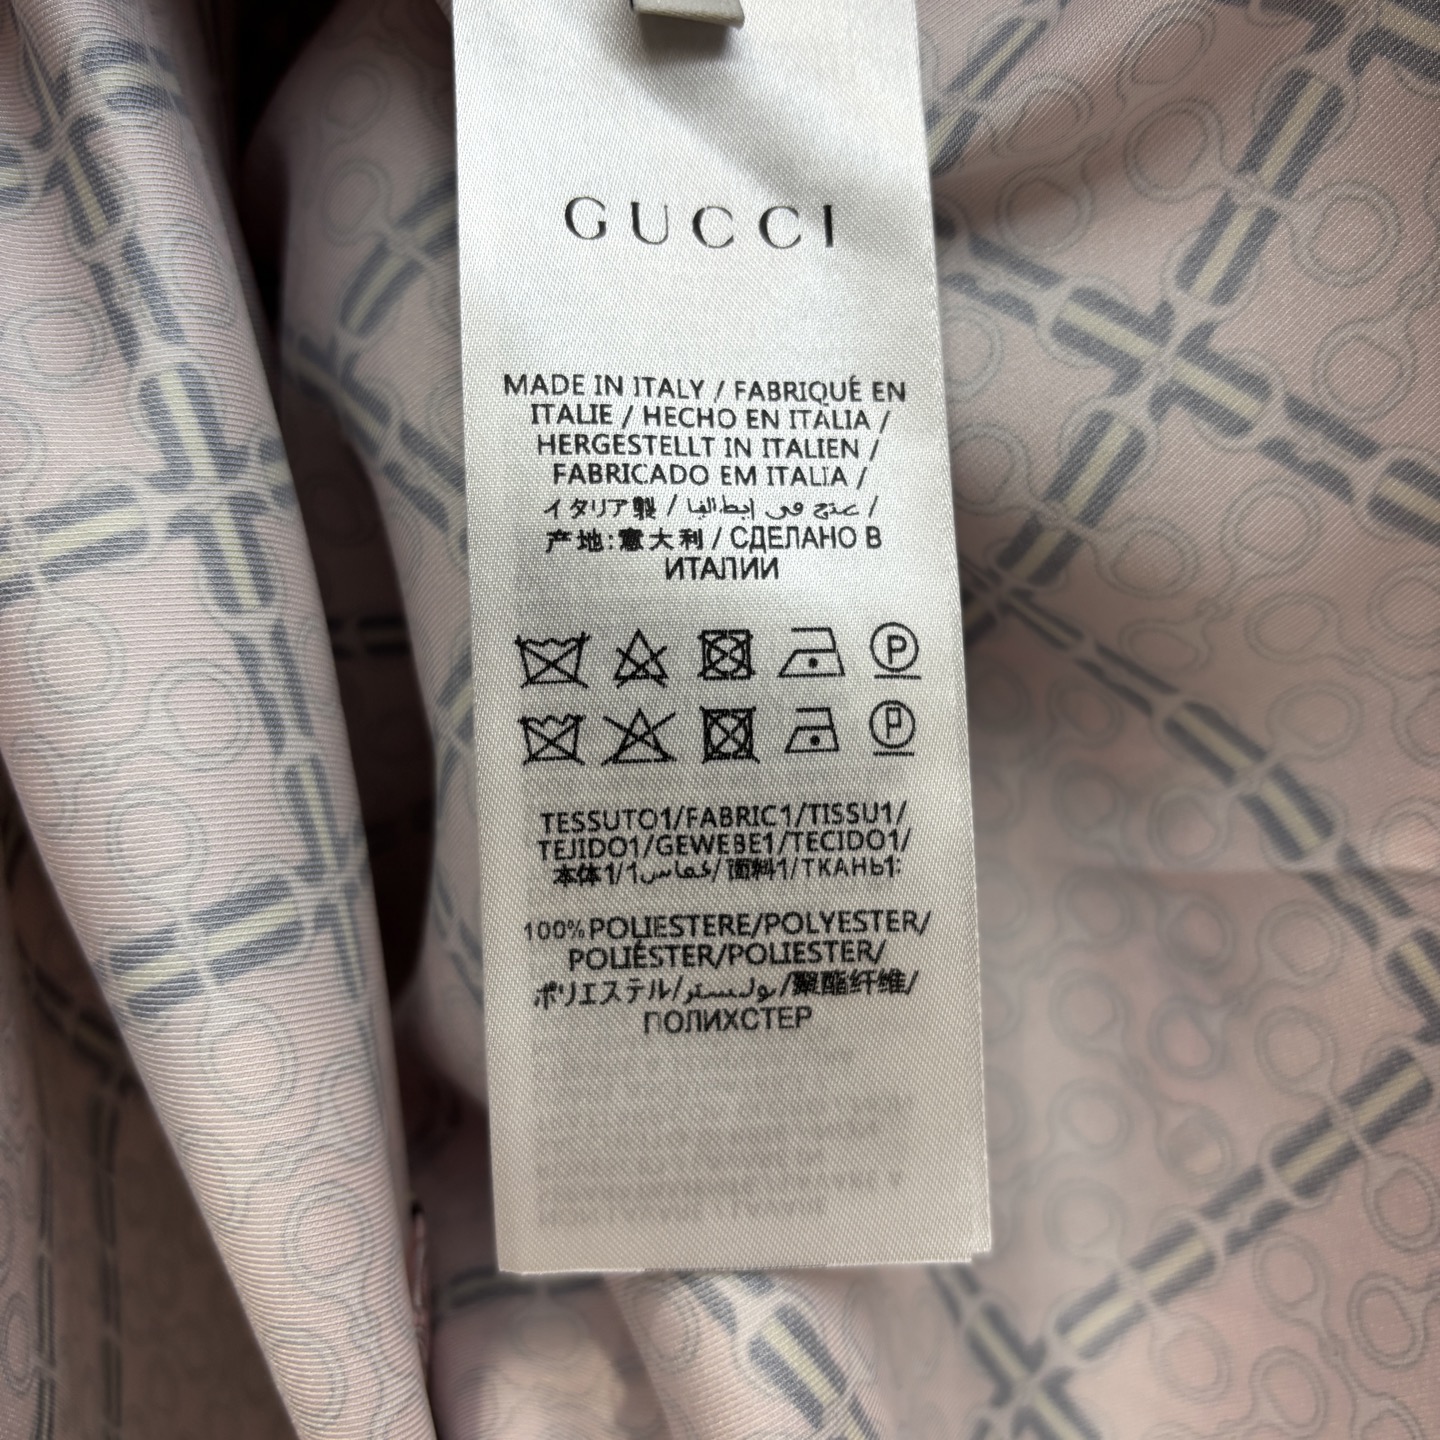 GUCCI
MADE IN ITALY / FABRIQUÉ EN
ITALIE / HECHO EN ITALIA /
HERGESTELLT IN ITALIEN /
FABRICADO EM ITALIA /
イタリア製 / صنع في إيطاليا /
产地:意大利 / СДЕЛАНО В
ИТАЛИИ
P
P
TESSUTO1/FABRIC1/TISSU1/
TEJIDO1/GEWEBE1/TECIDO1/
本体1/1قماس/面料1/ТКАНЬ1:
100%POLIESTERE/POLYESTER/
POLIÉSTER/POLIESTER/
ポリエステル/بوليستر/聚酯纤维/
ПОЛИХСТЕР